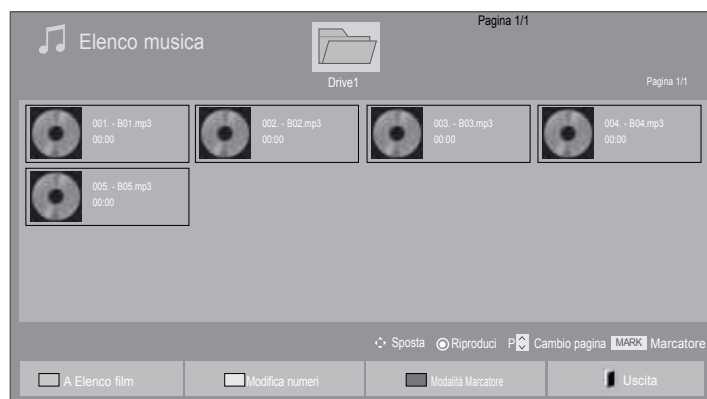 Pagina 1/1
Elenco musica
Drive1
Pagina 1/1
001. - B01.mp3
00:00
002. - B02.mp3
00:00
003. - B03.mp3
00:00
004. - B04.mp3
00:00
005. - B05.mp3
00:00
Sposta Riproduci P Cambio pagina MARK Marcatore
A Elenco film Modifica numeri Modalità Marcatore Uscita